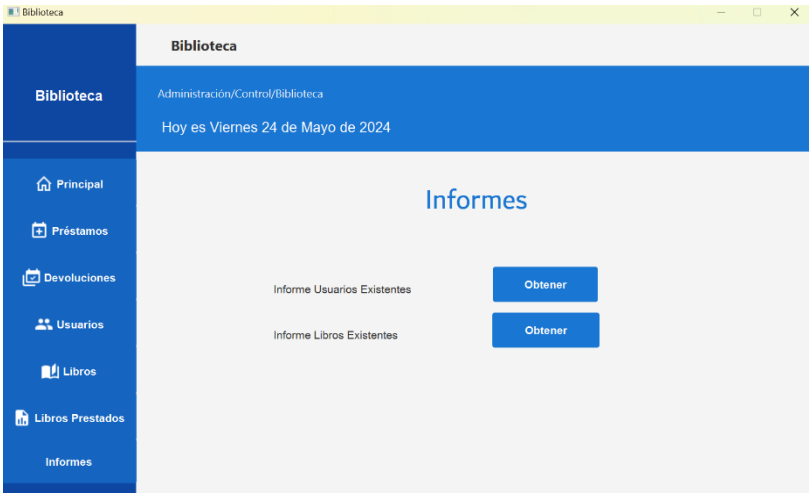 Biblioteca
Biblioteca
Biblioteca
Administración/Control/Biblioteca
Hoy es Viernes 24 de Mayo de 2024
Principal
Préstamos
Devoluciones
Usuarios
Libros
Libros Prestados
Informes
Informes
Informe Usuarios Existentes
Obtener
Informe Libros Existentes
Obtener